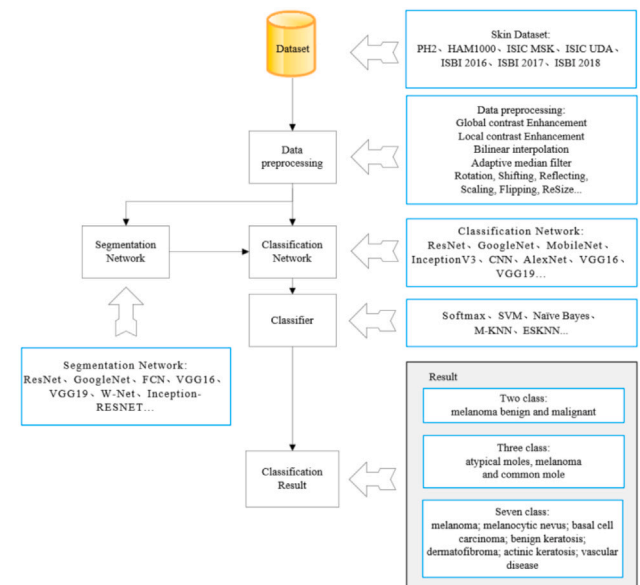 Dataset
Skin Dataset:
PH2、HAM1000、ISIC MSK、ISIC UDA、
ISBI 2016、ISBI 2017、ISBI 2018
Data
preprocessing
Data preprocessing:
Global contrast Enhancement
Local contrast Enhancement
Bilinear interpolation
Adaptive median filter
Rotation, Shifting, Reflecting,
Scaling, Flipping, ReSize...
Segmentation
Network
Classification
Network
Classification Network:
ResNet、GoogleNet、MobileNet、
InceptionV3、CNN、AlexNet、VGG16、
VGG19...
Classifier
Softmax、SVM、Naïve Bayes、
M-KNN、ESKNN...
Segmentation Network:
ResNet、GoogleNet、FCN、VGG16、
VGG19、W-Net、Inception-
RESNET...
Classification
Result
Result
Two class:
melanoma benign and malignant
Three class:
atypical moles, melanoma
and common mole
Seven class:
melanoma; melanocytic nevus; basal cell
carcinoma; benign keratosis;
dermatofibroma; actinic keratosis; vascular
disease